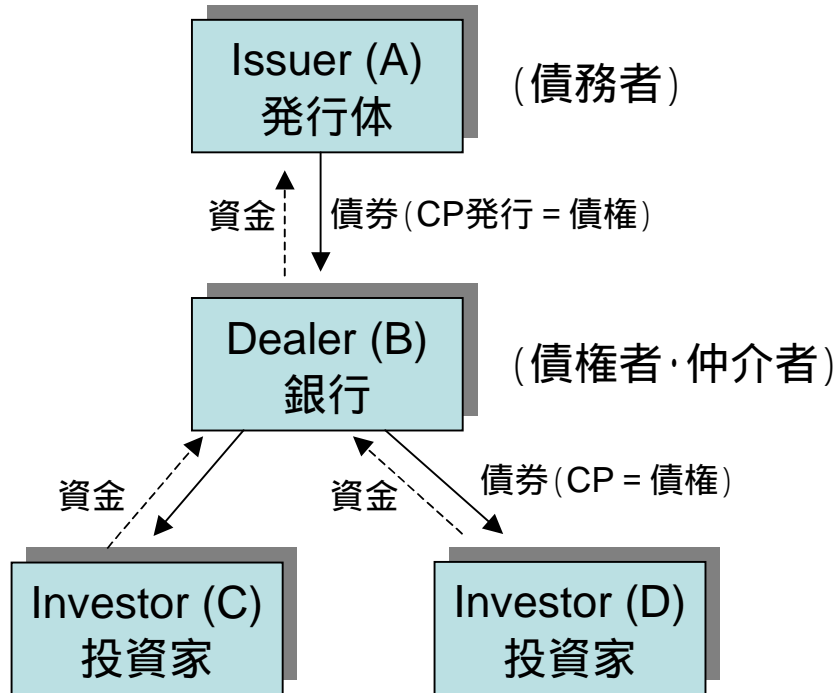 Issuer (A)
発行体
(債務者)
資金
債券(CP発行 = 債権)
Dealer (B)
銀行
(債権者・仲介者)
資金
資金
債券(CP = 債権)
Investor (C)
投資家
Investor (D)
投資家